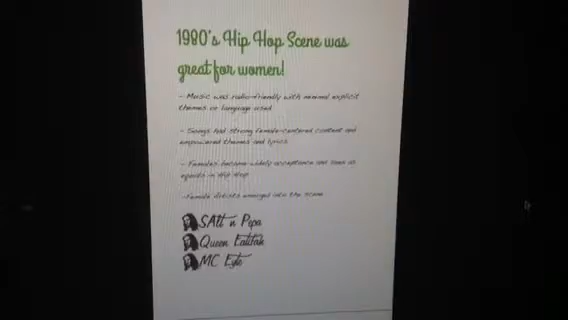 1980's Hip Hop Scene was
great for women!
- Music was radio-friendly with minimal explicit
themes or language used
- Songs had strong female-centered content and
empowered themes and lyrics
- Females became widely acceptance and seen as
equals in Hip Hop
-Female Artists emerged into the scene
SAlt n Pepa
Queen Latifah
MC Lyte